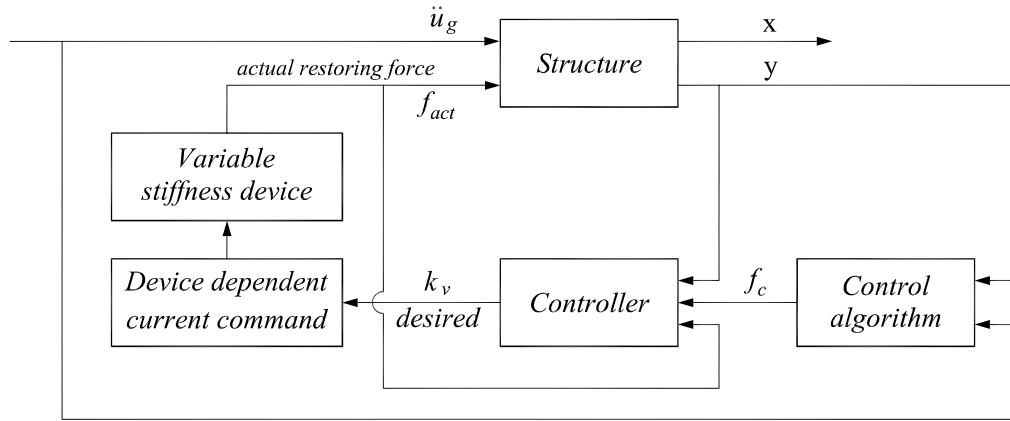 ü_g
x
Structure
actual restoring force
y
f_act
Variable
stiffness device
Device dependent
current command
k_v
desired
Controller
f_c
Control
algorithm